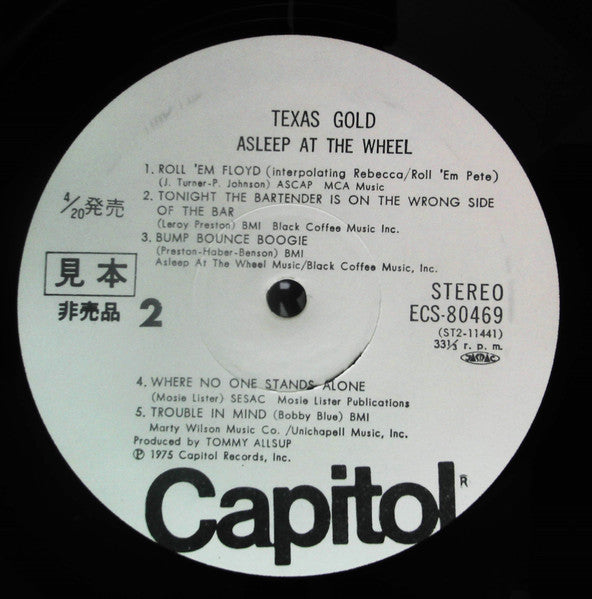 TEXAS GOLD
ASLEEP AT THE WHEEL
1. ROLL 'EM FLOYD (interpolating Rebecca/Roll 'Em Pete)
(J. Turner-P. Johnson) ASCAP MCA Music
2. TONIGHT THE BARTENDER IS ON THE WRONG SIDE
OF THE BAR
(Leroy Preston) BMI Black Coffee Music Inc.
3. BUMP BOUNCE BOOGIE
(Preston-Haber-Benson) BMI
Asleep At The Wheel Music/Black Coffee Music, Inc.
4/20発売
見本
非売品 2
STEREO
ECS-80469
(ST2-11441)
33⅓ r. p. m.
JASRAC
4. WHERE NO ONE STANDS ALONE
(Mosie Lister) SESAC Mosie Lister Publications
5. TROUBLE IN MIND (Bobby Blue) BMI
Marty Wilson Music Co. /Unichapell Music, Inc.
Produced by TOMMY ALLSUP
℗ 1975 Capitol Records, Inc.
Capitol®